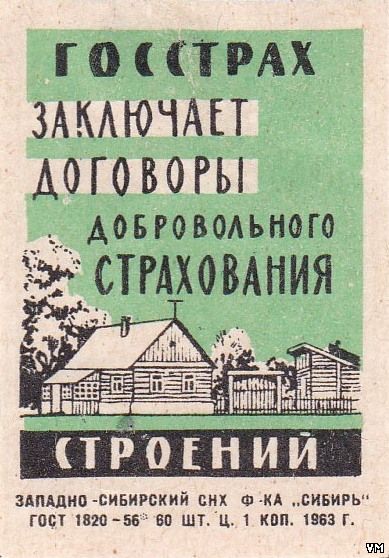 ГОССТРАХ
ЗАКЛЮЧАЕТ
ДОГОВОРЫ
ДОБРОВОЛЬНОГО
СТРАХОВАНИЯ
СТРОЕНИЙ
ЗАПАДНО-СИБИРСКИЙ СНХ Ф-КА „СИБИРЬ"
ГОСТ 1820-56 60 ШТ. Ц. 1 КОП. 1963 Г.
VM